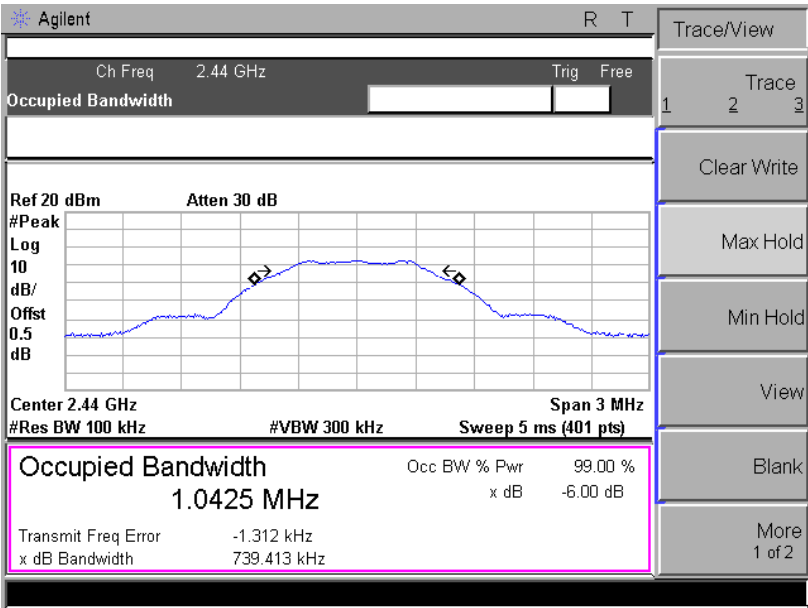 Agilent R T
Trace/View
Ch Freq 2.44 GHz Trig Free
Occupied Bandwidth
Trace
1 2 3
Clear Write
Max Hold
Min Hold
View
Blank
More
1 of 2
Ref 20 dBm Atten 30 dB
#Peak
Log
10
dB/
Offst
0.5
dB
Center 2.44 GHz Span 3 MHz
#Res BW 100 kHz #VBW 300 kHz Sweep 5 ms (401 pts)
Occupied Bandwidth Occ BW % Pwr 99.00 %
1.0425 MHz x dB -6.00 dB
Transmit Freq Error -1.312 kHz
x dB Bandwidth 739.413 kHz